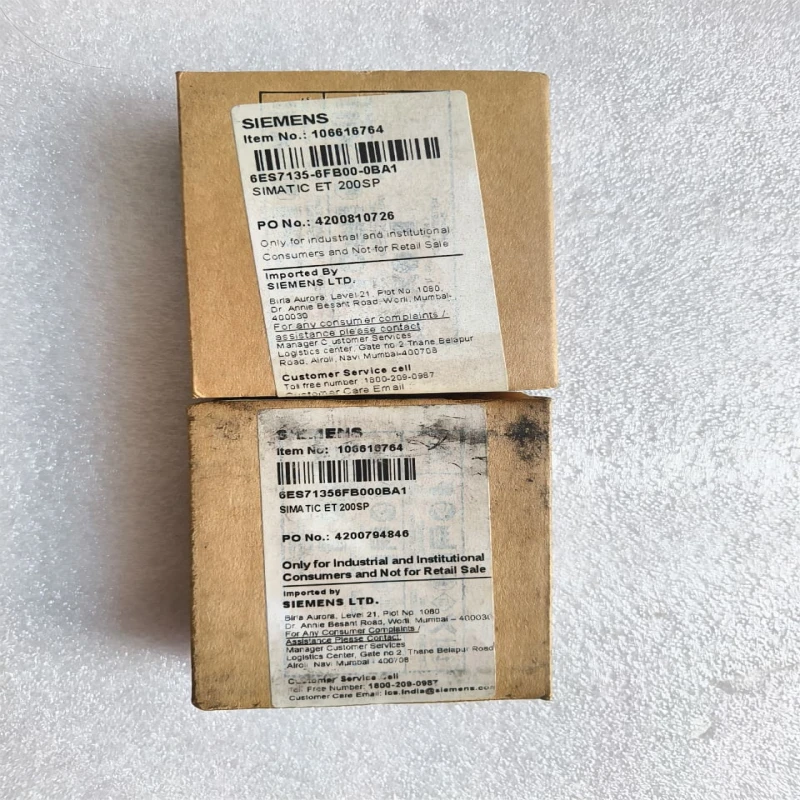 SIEMENS
Item No.: 106616764
6ES7135-6FB00-0BA1
SIMATIC ET 200SP
PO No.: 4200810726
Only for industrial and institutional
Consumers and Not for Retail Sale
Imported By
SIEMENS LTD.
Birla Aurora, Level 21, Plot No. 1080,
Dr. Annie Besant Road, Worli, Mumbai-,
400030
For any consumer complaints /
assistance please contact
Manager Customer Services
Logistics center, Gate no 2 Thane Belapur
Road, Airoli, Navi Mumbai-400708
Customer Service cell
Toll free number: 1800-209-0987
Customer Care Email
SIEMENS
Item No: 106616764
6ES71356FB000BA1
SIMATIC ET 200SP
PO No.: 4200794846
Only for Industrial and Institutional
Consumers and Not for Retail Sale
Imported by
SIEMENS LTD.
Birla Aurora, Level 21, Plot No. 1080
Dr. Annie Besant Road, Worli Mumbai - 400030
For Any Consumer Complaints /
Assistance Please Contact
Manager Customer Services
Logistics Center, Gate no 2, Thane Belapur Road
Airoli, Navi Mumbai - 400708
Customer Service Cell
Toll Free Number: 1800-209-0987
Customer Care Email: ics.india@siemens.com